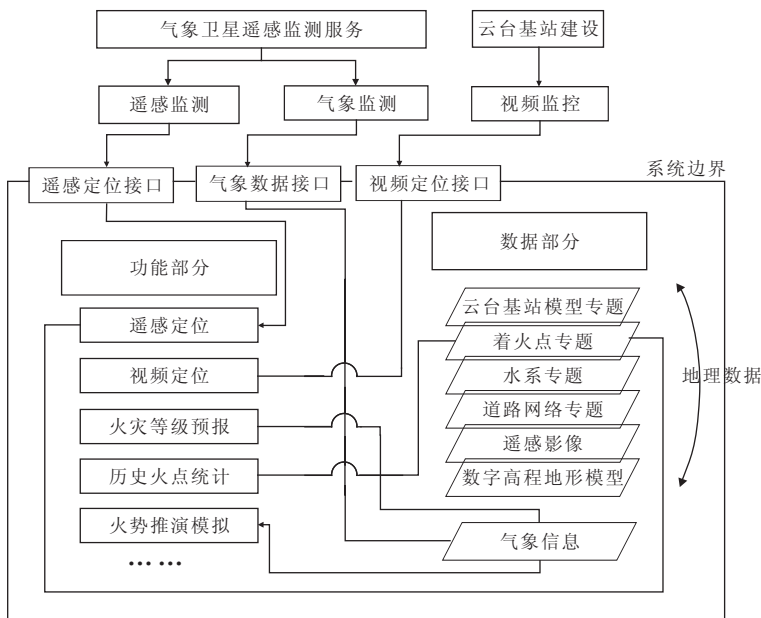 气象卫星遥感监测服务
云台基站建设
遥感监测
气象监测
视频监控
遥感定位接口
气象数据接口
视频定位接口
系统边界
功能部分
数据部分
遥感定位
视频定位
火灾等级预报
历史火点统计
火势推演模拟
……
云台基站模型专题
着火点专题
水系专题
道路网络专题
遥感影像
数字高程地形模型
气象信息
地理数据